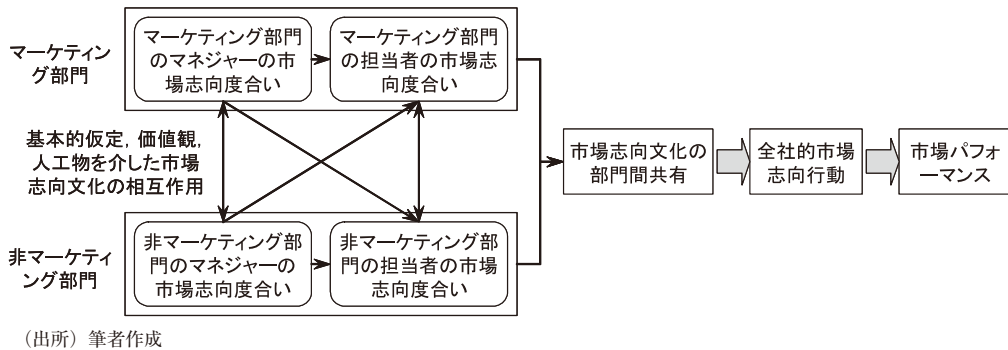 マーケティン
グ部門
マーケティング部門
のマネジャーの市
場志向度合い
マーケティング部門
の担当者の市場志
向度合い
基本的仮定，価値観，
人工物を介した市場
志向文化の相互作用
非マーケティ
ング部門
非マーケティング部
門のマネジャーの
市場志向度合い
非マーケティング部
門の担当者の市場
志向度合い
市場志向文化の
部門間共有
全社的市場
志向行動
市場パフォ
ーマンス
（出所）筆者作成